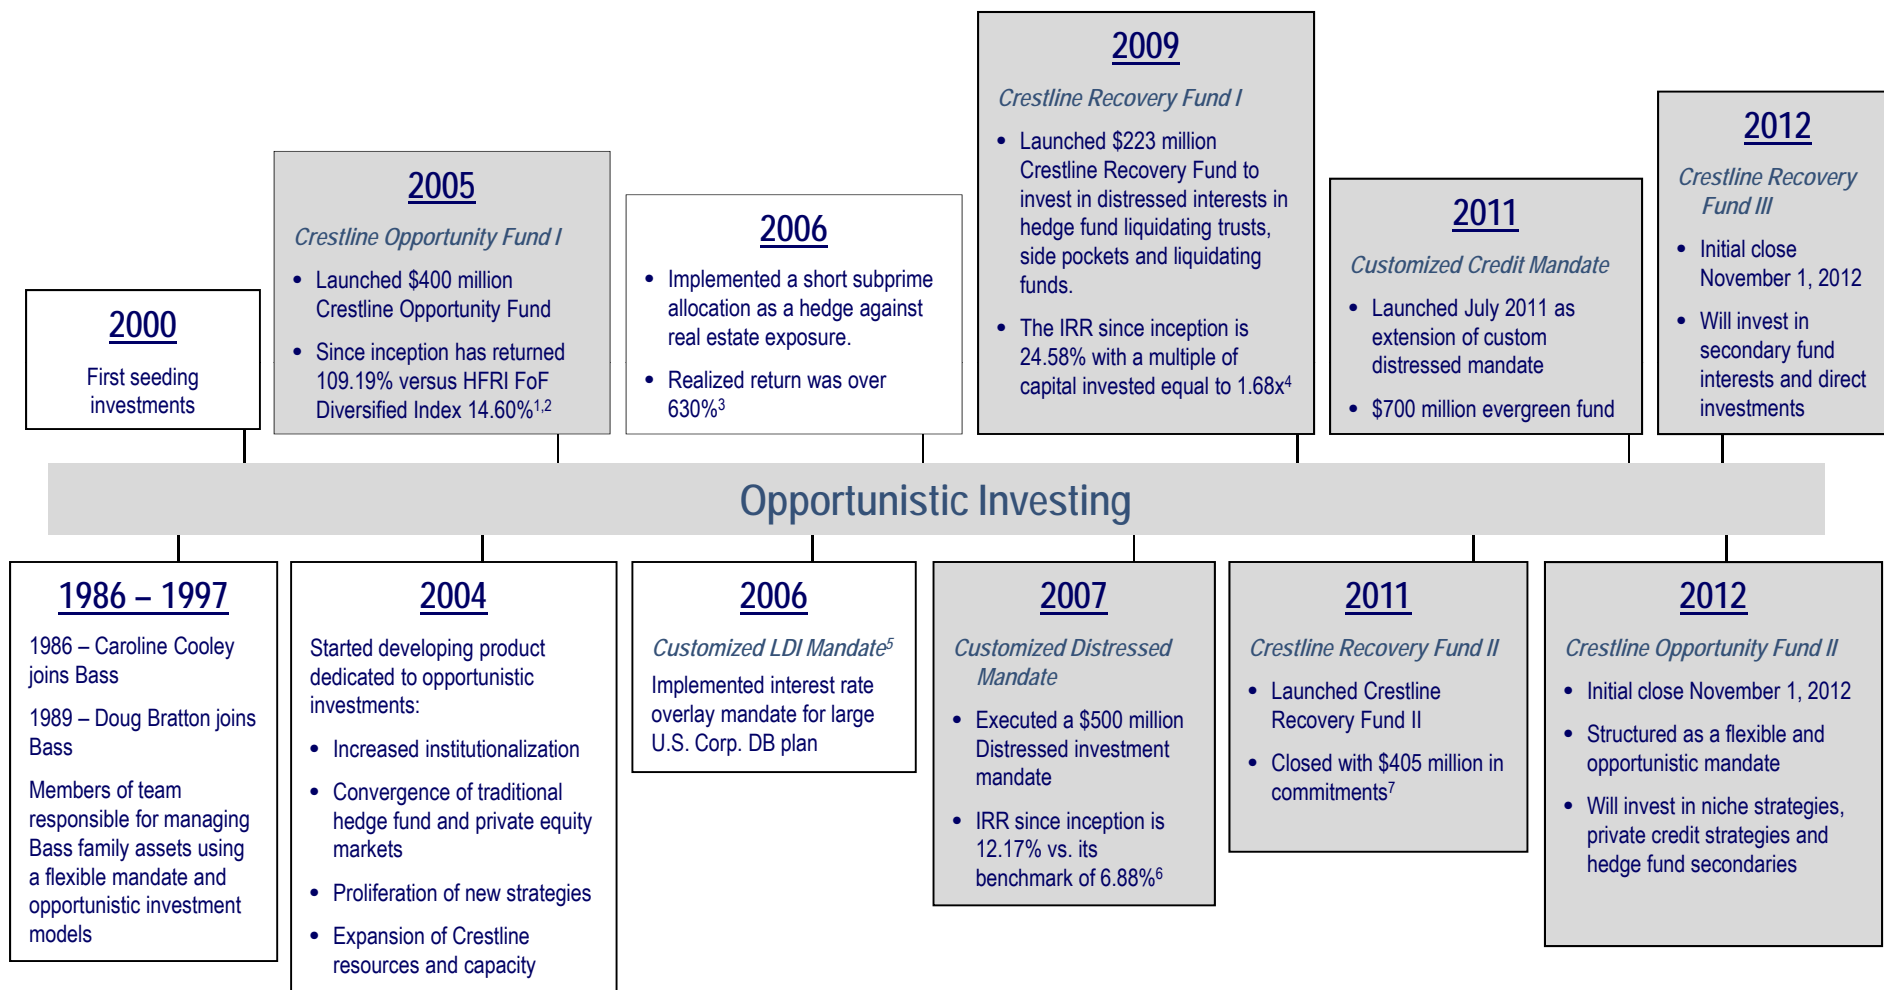 2000
First seeding
investments
2005
Crestline Opportunity Fund I
• Launched $400 million
Crestline Opportunity Fund
• Since inception has returned
109.19% versus HFRI FoF
Diversified Index 14.60%1,2
2006
• Implemented a short subprime
allocation as a hedge against
real estate exposure.
• Realized return was over
630%3
2009
Crestline Recovery Fund I
• Launched $223 million
Crestline Recovery Fund to
invest in distressed interests in
hedge fund liquidating trusts,
side pockets and liquidating
funds.
• The IRR since inception is
24.58% with a multiple of
capital invested equal to 1.68x4
2011
Customized Credit Mandate
• Launched July 2011 as
extension of custom
distressed mandate
• $700 million evergreen fund
2012
Crestline Recovery
Fund III
• Initial close
November 1, 2012
• Will invest in
secondary fund
interests and direct
investments
Opportunistic Investing
1986 – 1997
1986 – Caroline Cooley
joins Bass
1989 – Doug Bratton joins
Bass
Members of team
responsible for managing
Bass family assets using
a flexible mandate and
opportunistic investment
models
2004
Started developing product
dedicated to opportunistic
investments:
• Increased institutionalization
• Convergence of traditional
hedge fund and private equity
markets
• Proliferation of new strategies
• Expansion of Crestline
resources and capacity
2006
Customized LDI Mandate5
Implemented interest rate
overlay mandate for large
U.S. Corp. DB plan
2007
Customized Distressed
Mandate
• Executed a $500 million
Distressed investment
mandate
• IRR since inception is
12.17% vs. its
benchmark of 6.88%6
2011
Crestline Recovery Fund II
• Launched Crestline
Recovery Fund II
• Closed with $405 million in
commitments7
2012
Crestline Opportunity Fund II
• Initial close November 1, 2012
• Structured as a flexible and
opportunistic mandate
• Will invest in niche strategies,
private credit strategies and
hedge fund secondaries